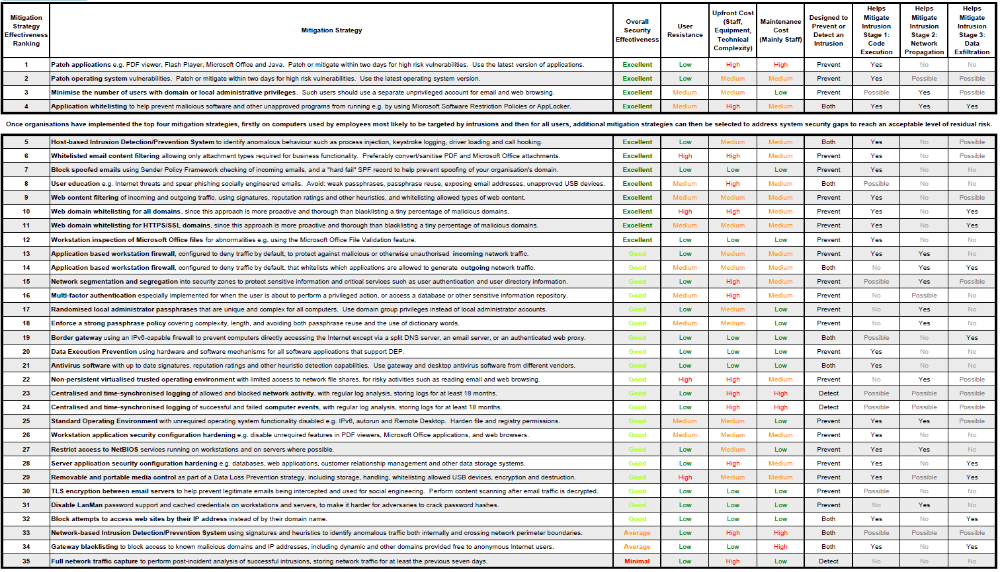 Mitigation Strategy Effectiveness Ranking | Mitigation Strategy | Overall Security Effectiveness | User Resistance | Upfront Cost (Staff, Equipment, Technical Complexity) | Maintenance Cost (Mainly Staff) | Designed to Prevent or Detect an Intrusion | Helps Mitigate Intrusion Stage 1: Code Execution | Helps Mitigate Intrusion Stage 2: Network Propagation | Helps Mitigate Intrusion Stage 3: Data Exfiltration
1 Patch applications e.g. PDF viewer, Flash Player, Microsoft Office and Java. Patch or mitigate within two days for high risk vulnerabilities. Use the latest version of applications. Excellent Low High High Prevent Yes No No
2 Patch operating system vulnerabilities. Patch or mitigate within two days for high risk vulnerabilities. Use the latest operating system version. Excellent Low Medium Medium Prevent Yes Possible Possible
3 Minimise the number of users with domain or local administrative privileges. Such users should use a separate unprivileged account for email and web browsing. Excellent Medium Medium Low Prevent Possible Yes Possible
4 Application whitelisting to help prevent malicious software and other unapproved programs from running e.g. by using Microsoft Software Restriction Policies or AppLocker. Excellent Medium High Medium Both Yes Yes Yes
Once organisations have implemented the top four mitigation strategies, firstly on computers used by employees most likely to be targeted by intrusions and then for all users, additional mitigation strategies can then be selected to address system security gaps to reach an acceptable level of residual risk.
5 Host-based Intrusion Detection/Prevention System to identify anomalous behaviour such as process injection, keystroke logging, driver loading and call hooking. Excellent Low Medium Medium Both Yes No Possible
6 Whitelisted email content filtering allowing only attachment types required for business functionality. Preferably convert/sanitise PDF and Microsoft Office attachments. Excellent High High Medium Prevent Yes No Possible
7 Block spoofed emails using Sender Policy Framework checking of incoming emails, and a "hard fail" SPF record to help prevent spoofing of your organisation's domain. Excellent Low Low Low Prevent Yes No No
8 User education e.g. Internet threats and spear phishing socially engineered emails. Avoid: weak passphrases, passphrase reuse, exposing email addresses, unapproved USB devices. Excellent Medium High Medium Both Possible No No
9 Web content filtering of incoming and outgoing traffic, using signatures, reputation ratings and other heuristics, and whitelisting allowed types of web content. Excellent Medium Medium Medium Prevent Yes No Possible
10 Web domain whitelisting for all domains, since this approach is more proactive and thorough than blacklisting a tiny percentage of malicious domains. Excellent High High Medium Prevent Yes No Yes
11 Web domain whitelisting for HTTPS/SSL domains, since this approach is more proactive and thorough than blacklisting a tiny percentage of malicious domains. Excellent Medium Medium Medium Prevent Yes No Yes
12 Workstation inspection of Microsoft Office files for abnormalities e.g. using the Microsoft Office File Validation feature. Excellent Low Low Low Prevent Yes No No
13 Application based workstation firewall, configured to deny traffic by default, to protect against malicious or otherwise unauthorised incoming network traffic. Good Low Medium Medium Prevent Yes Yes No
14 Application based workstation firewall, configured to deny traffic by default, that whitelists which applications are allowed to generate outgoing network traffic. Good Medium Medium Medium Both No Yes Yes
15 Network segmentation and segregation into security zones to protect sensitive information and critical services such as user authentication and user directory information. Good Low High Medium Prevent Possible Yes Possible
16 Multi-factor authentication especially implemented for when the user is about to perform a privileged action, or access a database or other sensitive information repository. Good Medium High Medium Prevent No Possible No
17 Randomised local administrator passphrases that are unique and complex for all computers. Use domain group privileges instead of local administrator accounts. Good Low Medium Low Prevent No Yes No
18 Enforce a strong passphrase policy covering complexity, length, and avoiding both passphrase reuse and the use of dictionary words. Good Medium Medium Low Prevent No Yes No
19 Border gateway using an IPv6-capable firewall to prevent computers directly accessing the Internet except via a split DNS server, an email server, or an authenticated web proxy. Good Low Low Low Both Possible No Yes
20 Data Execution Prevention using hardware and software mechanisms for all software applications that support DEP. Good Low Low Low Prevent Yes No No
21 Antivirus software with up to date signatures, reputation ratings and other heuristic detection capabilities. Use gateway and desktop antivirus software from different vendors. Good Low Low Low Both Yes No No
22 Non-persistent virtualised trusted operating environment with limited access to network file shares, for risky activities such as reading email and web browsing. Good High High Medium Prevent No Yes Possible
23 Centralised and time-synchronised logging of allowed and blocked network activity, with regular log analysis, storing logs for at least 18 months. Good Low High High Detect Possible Possible Possible
24 Centralised and time-synchronised logging of successful and failed computer events, with regular log analysis, storing logs for at least 18 months. Good Low High High Detect Possible Possible Possible
25 Standard Operating Environment with unrequired operating system functionality disabled e.g. IPv6, autorun and Remote Desktop. Harden file and registry permissions. Good Medium Medium Low Prevent Yes Yes Possible
26 Workstation application security configuration hardening e.g. disable unrequired features in PDF viewers, Microsoft Office applications, and web browsers. Good Medium Medium Medium Prevent Yes No No
27 Restrict access to NetBIOS services running on workstations and on servers where possible. Good Low Medium Low Prevent Yes Yes No
28 Server application security configuration hardening e.g. databases, web applications, customer relationship management and other data storage systems. Good Low High Medium Prevent Yes No Yes
29 Removable and portable media control as part of a Data Loss Prevention strategy, including storage, handling, whitelisting allowed USB devices, encryption and destruction. Good High Medium Medium Prevent Yes Possible Yes
30 TLS encryption between email servers to help prevent legitimate emails being intercepted and used for social engineering. Perform content scanning after email traffic is decrypted. Good Low Low Low Prevent Possible No No
31 Disable LanMan password support and cached credentials on workstations and servers, to make it harder for adversaries to crack password hashes. Good Low Low Low Prevent No Yes No
32 Block attempts to access web sites by their IP address instead of by their domain name. Good Low Low Low Both Yes No Yes
33 Network-based Intrusion Detection/Prevention System using signatures and heuristics to identify anomalous traffic both internally and crossing network perimeter boundaries. Average Low High High Both Possible Possible Possible
34 Gateway blacklisting to block access to known malicious domains and IP addresses, including dynamic and other domains provided free to anonymous Internet users. Average Low Low High Both Yes No Yes
35 Full network traffic capture to perform post-incident analysis of successful intrusions, storing network traffic for at least the previous seven days. Minimal Low High Low Detect No No No